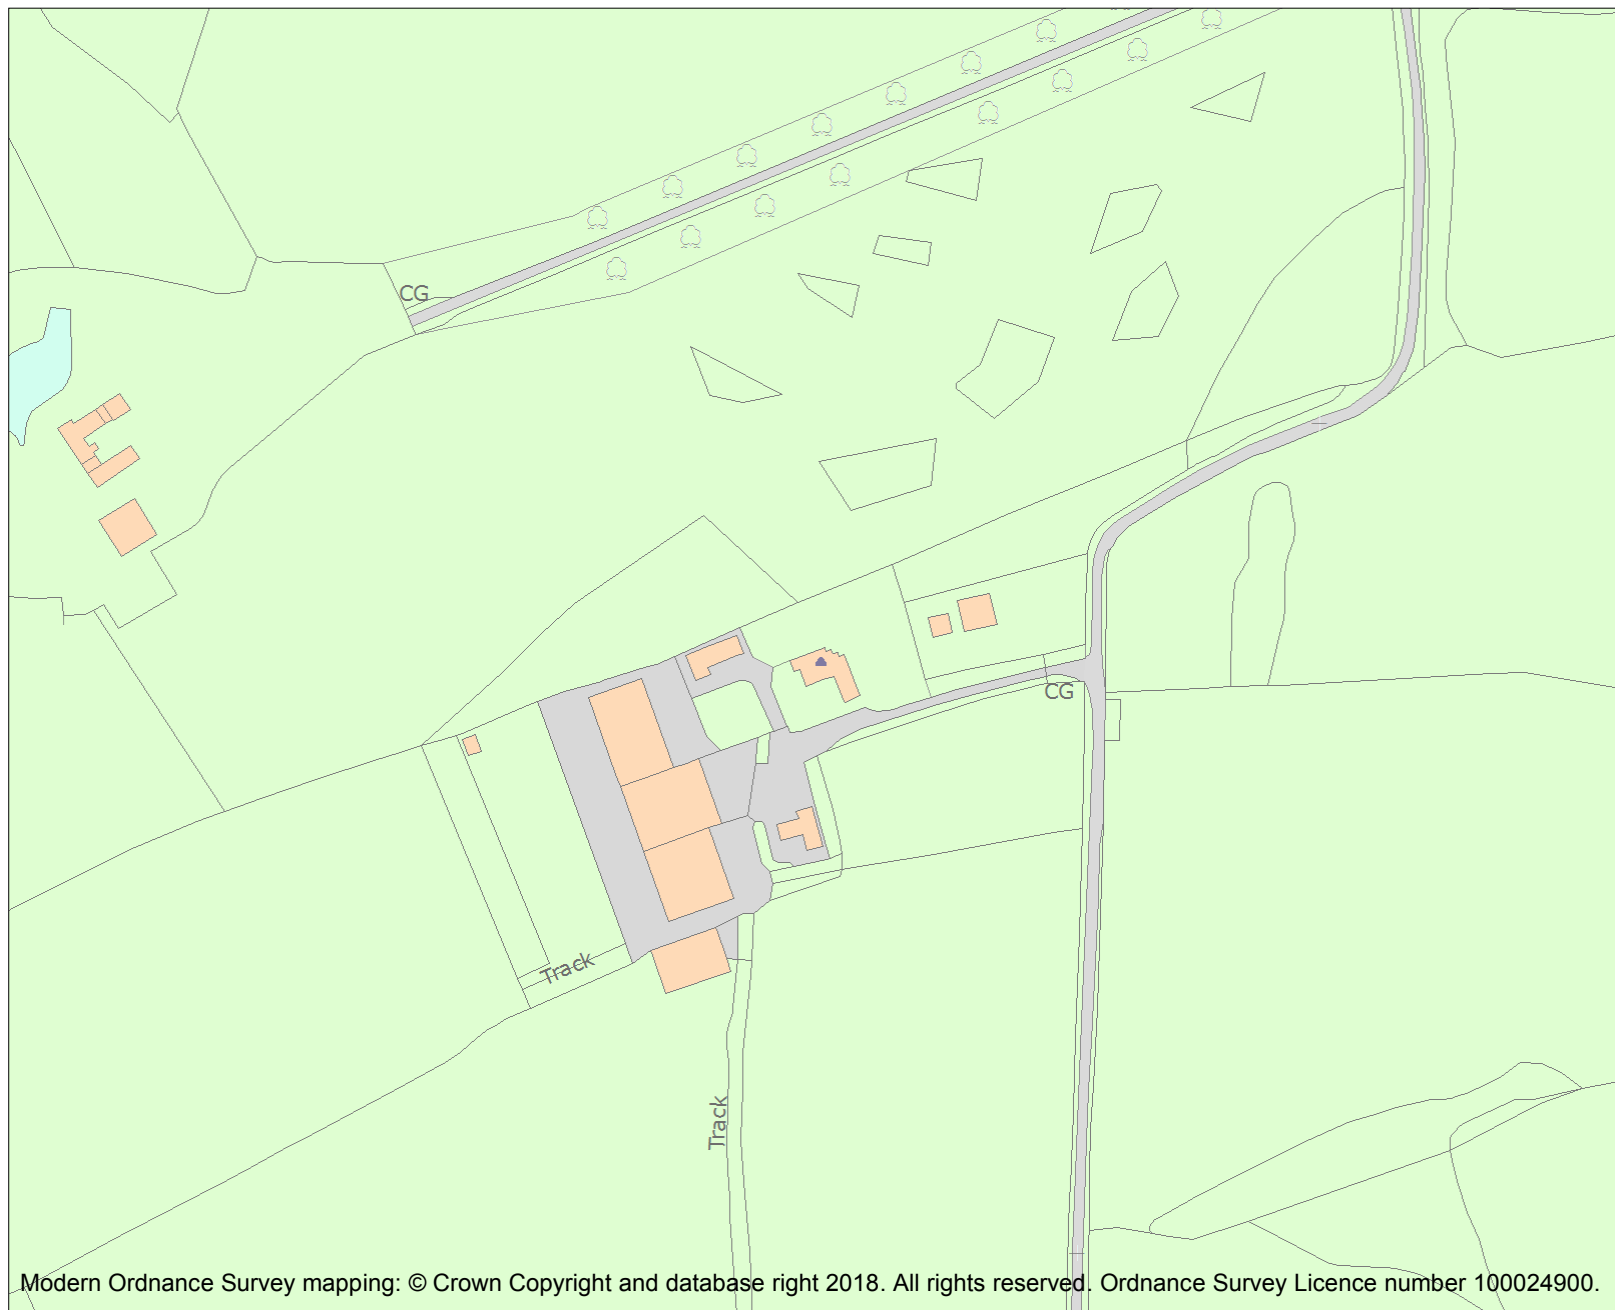 CG
CG
Track
Track
Modern Ordnance Survey mapping: © Crown Copyright and database right 2018. All rights reserved. Ordnance Survey Licence number 100024900.